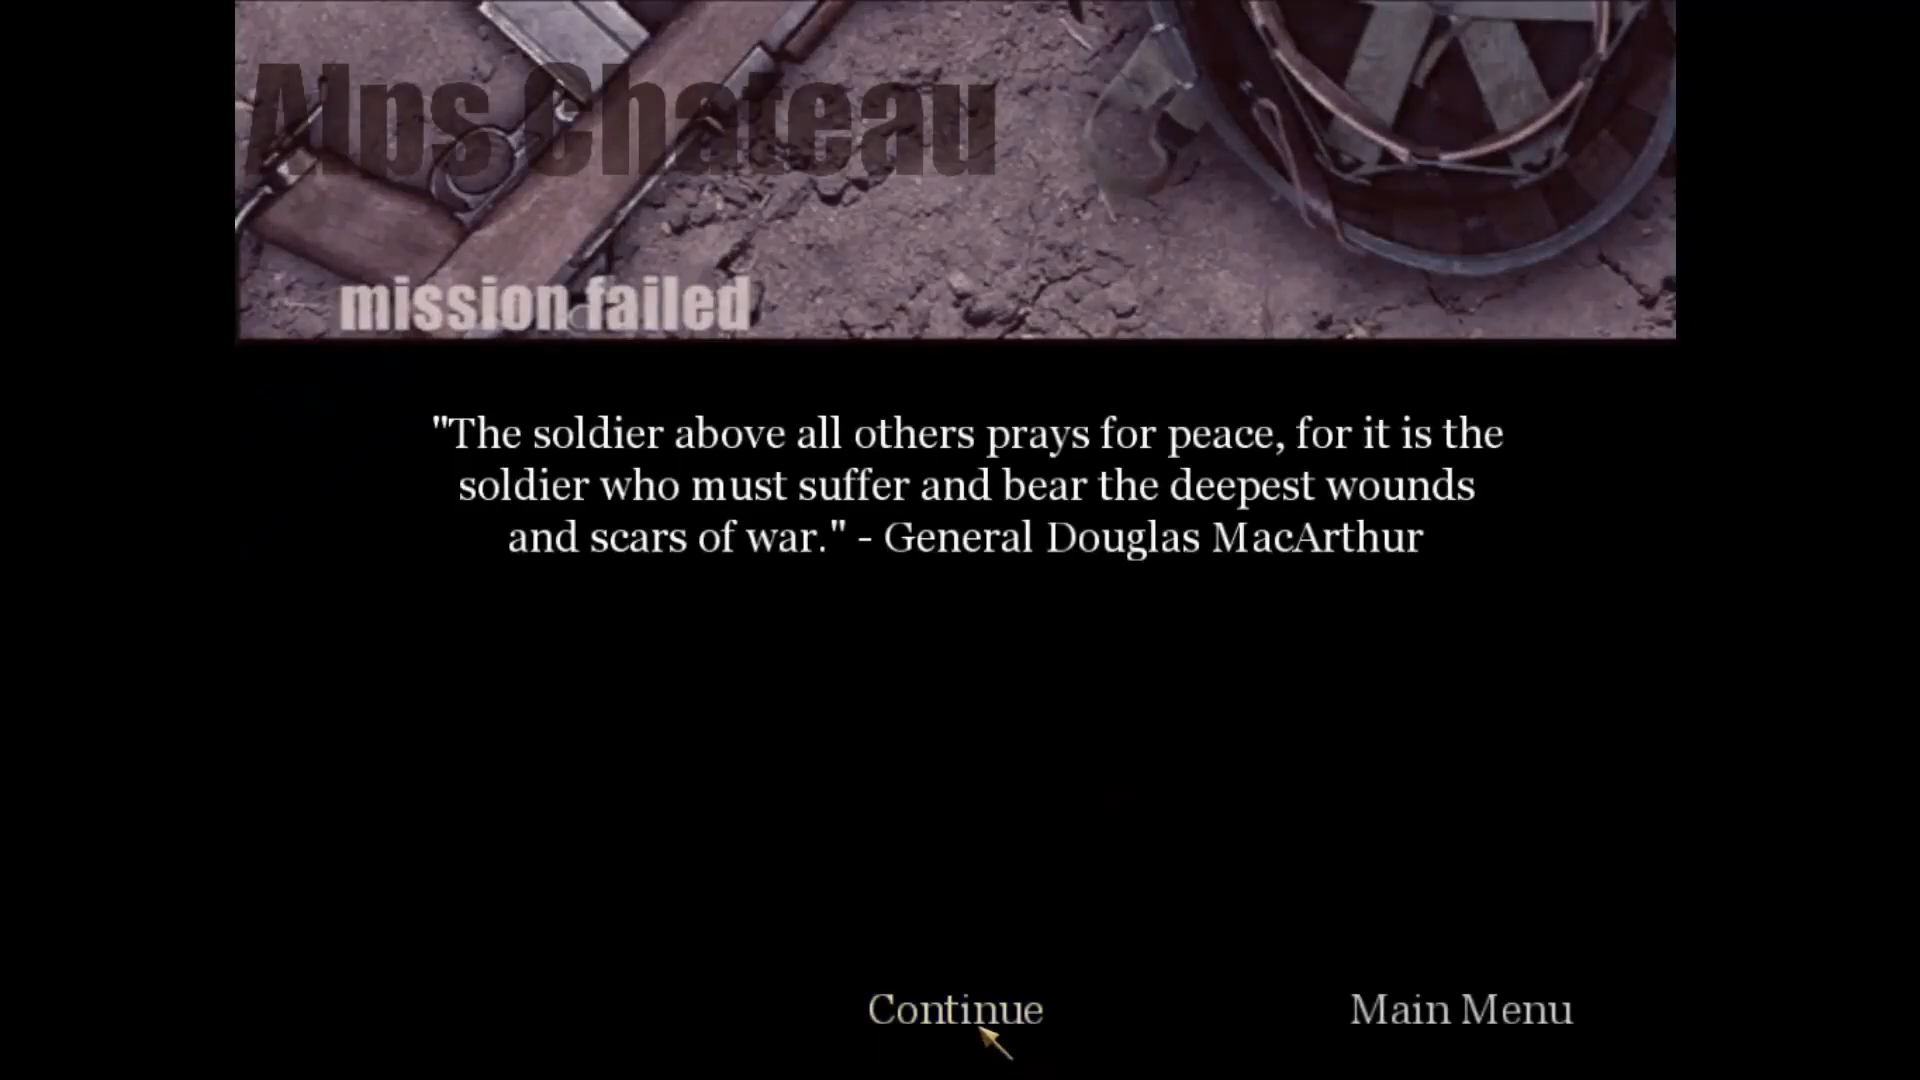 Alps Chateau
mission failed
"The soldier above all others prays for peace, for it is the
soldier who must suffer and bear the deepest wounds
and scars of war." - General Douglas MacArthur
Continue
Main Menu